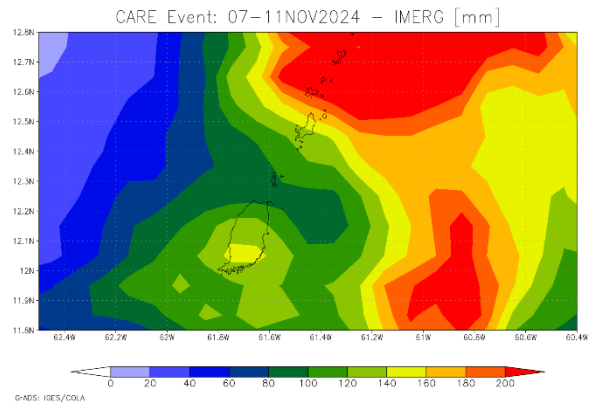 CARE Event: 07-11NOV2024 - IMERG [mm]
12.8N
12.7N
12.6N
12.5N
12.4N
12.3N
12.2N
12.1N
12N
11.9N
11.8N
62.4W 62.2W 62W 61.8W 61.6W 61.4W 61.2W 61W 60.8W 60.6W 60.4W
0 20 40 60 80 100 120 140 160 180 200
GrADS: IGES/COLA